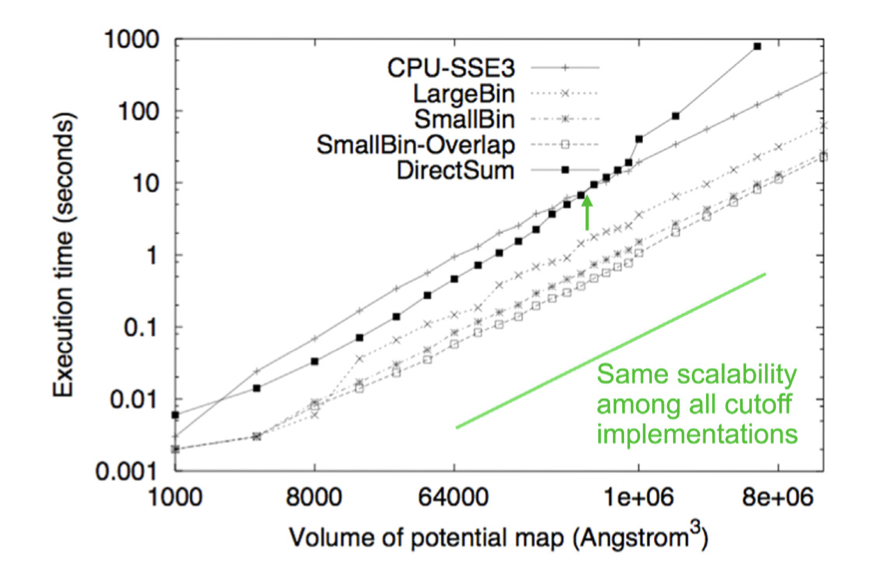 1000
100
10
1
0.1
0.01
0.001
Execution time (seconds)
CPU-SSE3
LargeBin
SmallBin
SmallBin-Overlap
DirectSum
Same scalability
among all cutoff
implementations
1000 8000 64000 1e+06 8e+06
Volume of potential map (Angstrom³)